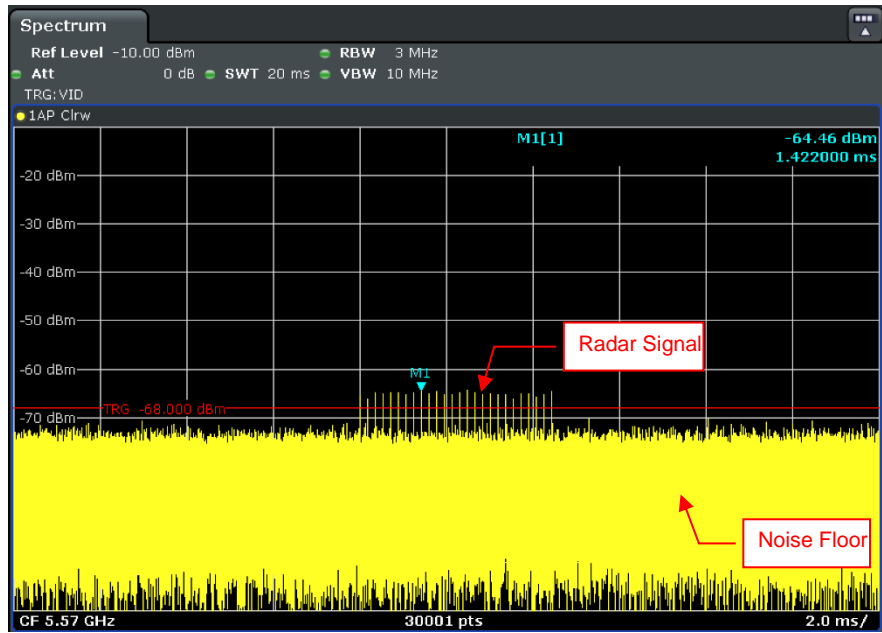 Spectrum
Ref Level -10.00 dBm RBW 3 MHz
Att 0 dB SWT 20 ms VBW 10 MHz
TRG:VID
1AP Clrw
M1[1] -64.46 dBm
1.422000 ms
-20 dBm
-30 dBm
-40 dBm
-50 dBm
Radar Signal
-60 dBm
M1
TRG -68.000 dBm
-70 dBm
Noise Floor
CF 5.57 GHz 30001 pts 2.0 ms/